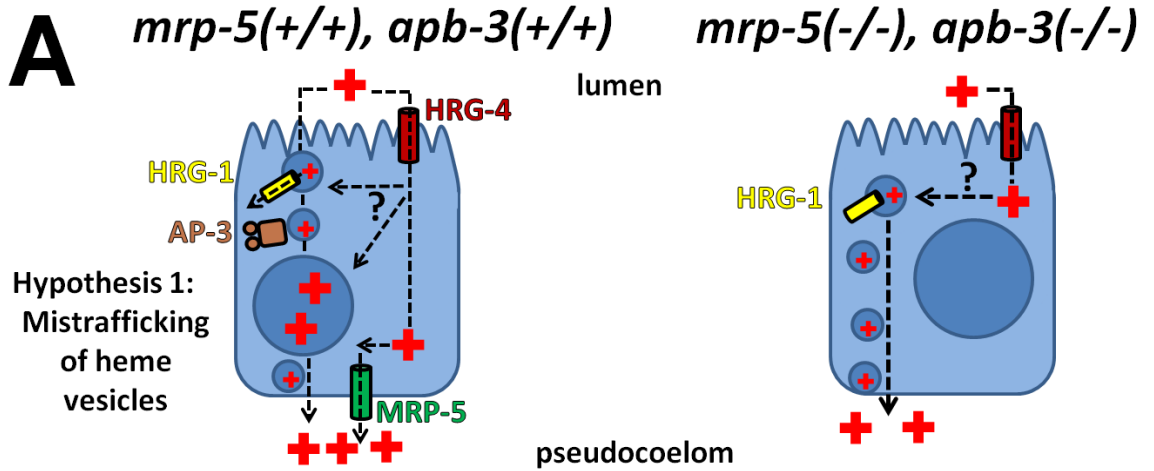 A
mrp-5(+/+), apb-3(+/+)
mrp-5(-/-), apb-3(-/-)
lumen
HRG-4
HRG-1
?
AP-3
Hypothesis 1:
Mistrafficking
of heme
vesicles
MRP-5
HRG-1
?
pseudocoelom